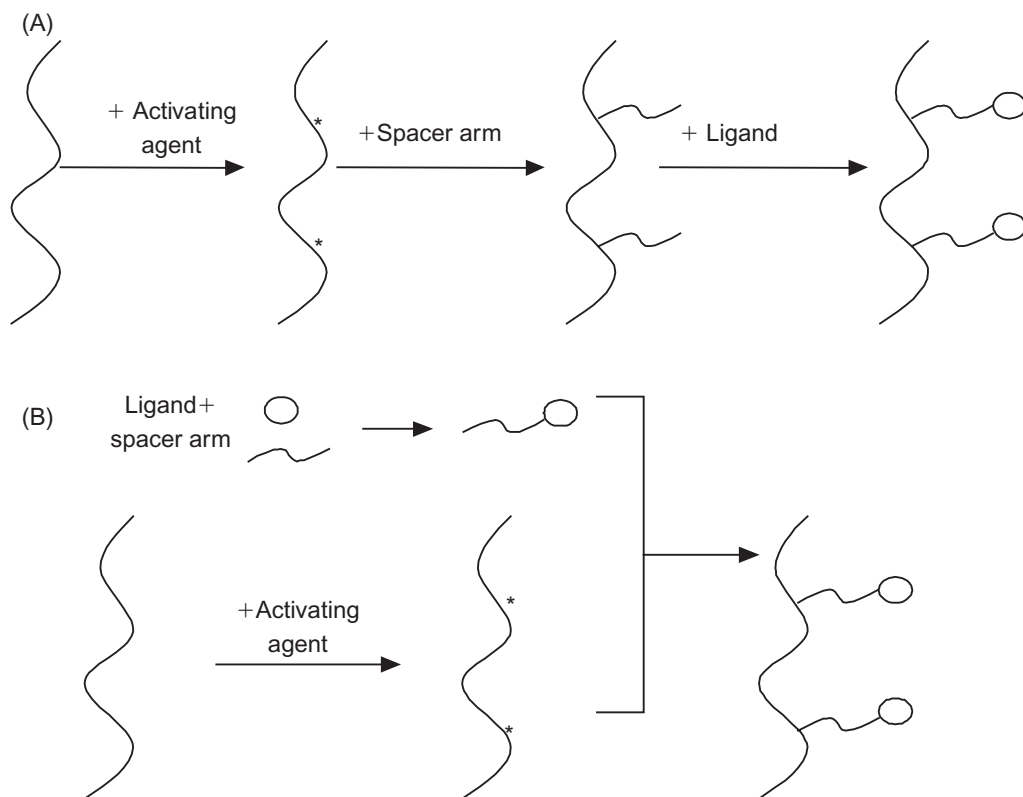 (A)
+ Activating
agent
*
*
+Spacer arm
+ Ligand
(B)
Ligand+
spacer arm
+Activating
agent
*
*